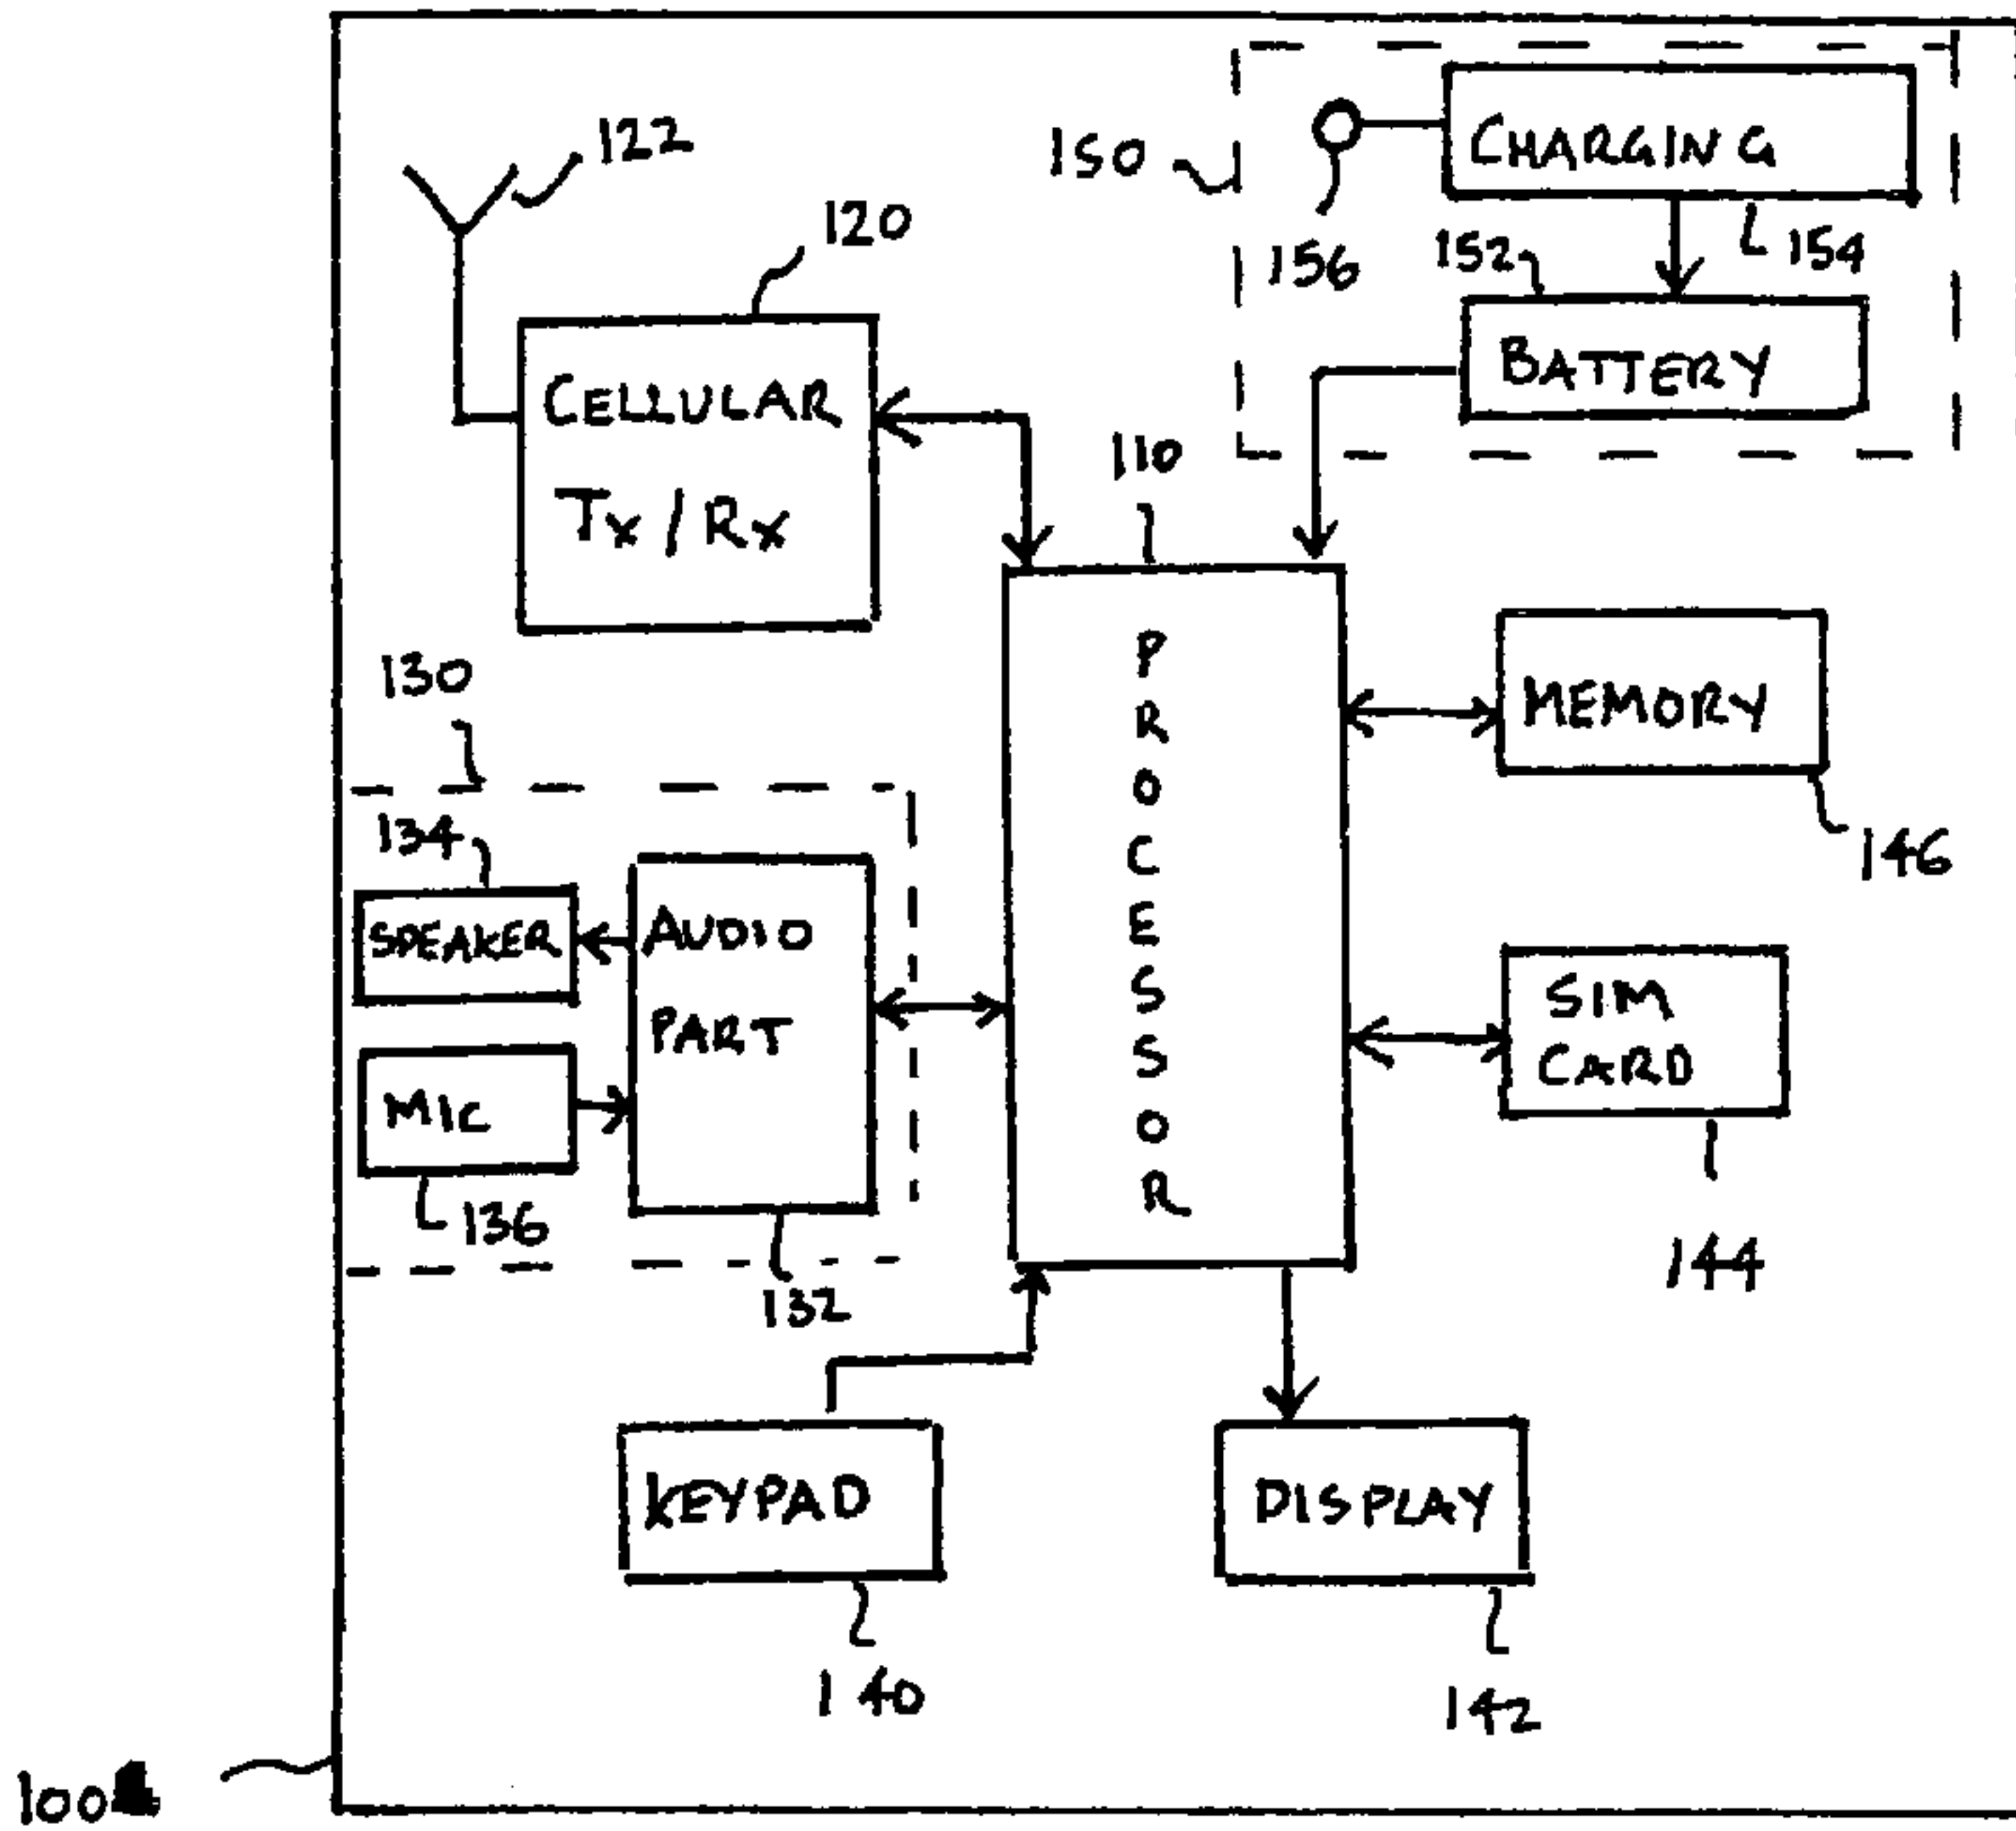 122
150
CHARGING
120
156
152
154
CELLULAR
TX/RX
BATTERY
110
130
PROCESSOR
MEMORY
134
146
SPEAKER
AUDIO
PART
SIM
CARD
MIC
136
132
144
KEYPAD
DISPLAY
140
142
100